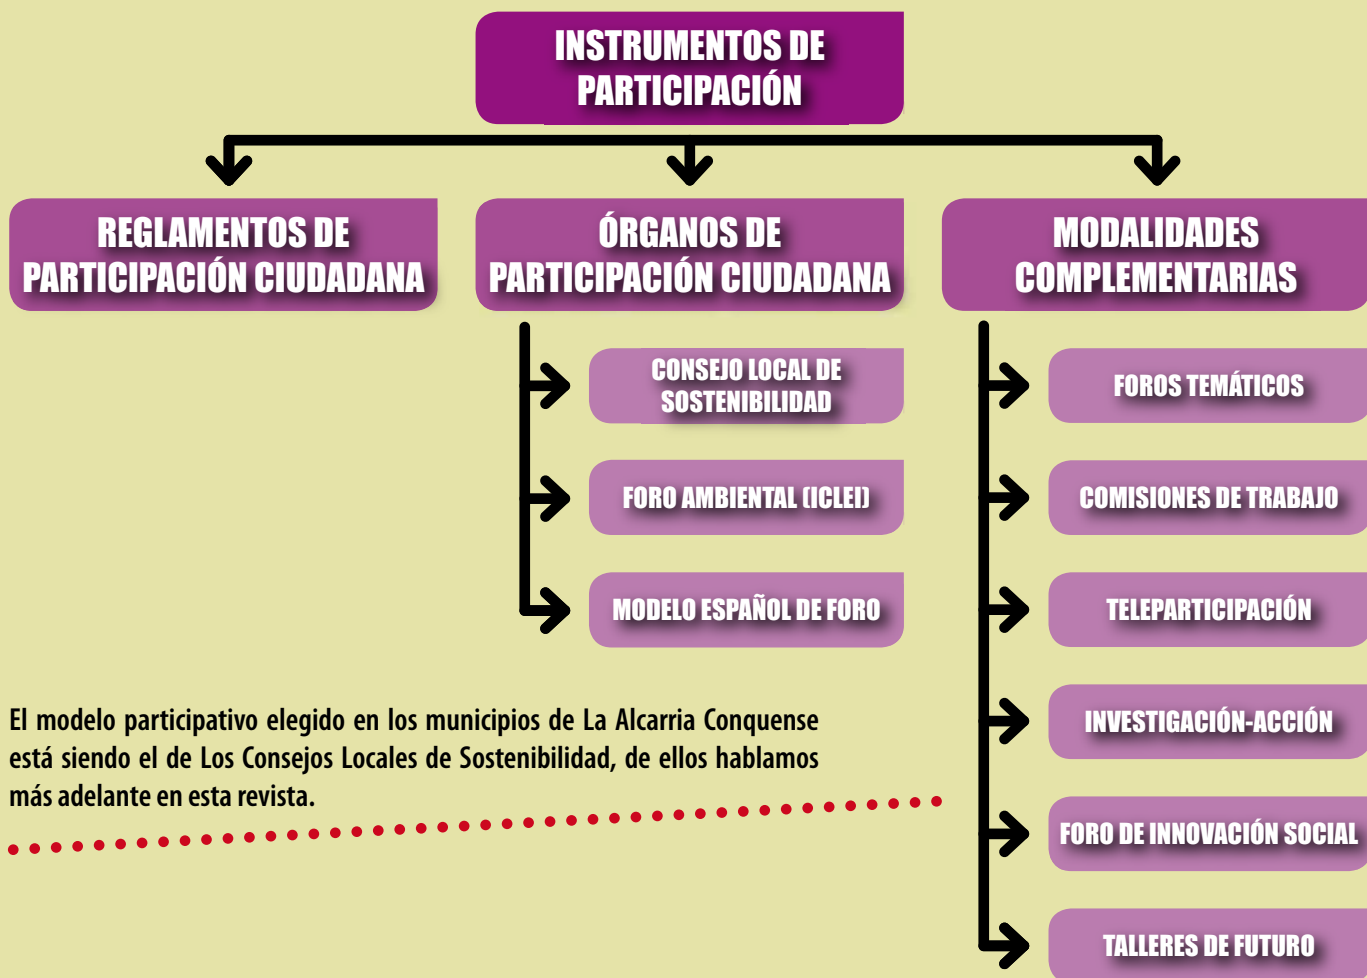 INSTRUMENTOS DE
PARTICIPACIÓN
REGLAMENTOS DE
PARTICIPACIÓN CIUDADANA
ÓRGANOS DE
PARTICIPACIÓN CIUDADANA
CONSEJO LOCAL DE
SOSTENIBILIDAD
FORO AMBIENTAL (ICLEI)
MODELO ESPAÑOL DE FORO
MODALIDADES
COMPLEMENTARIAS
FOROS TEMÁTICOS
COMISIONES DE TRABAJO
TELEPARTICIPACIÓN
INVESTIGACIÓN-ACCIÓN
FORO DE INNOVACIÓN SOCIAL
TALLERES DE FUTURO
El modelo participativo elegido en los municipios de La Alcarria Conquense
está siendo el de Los Consejos Locales de Sostenibilidad, de ellos hablamos
más adelante en esta revista.